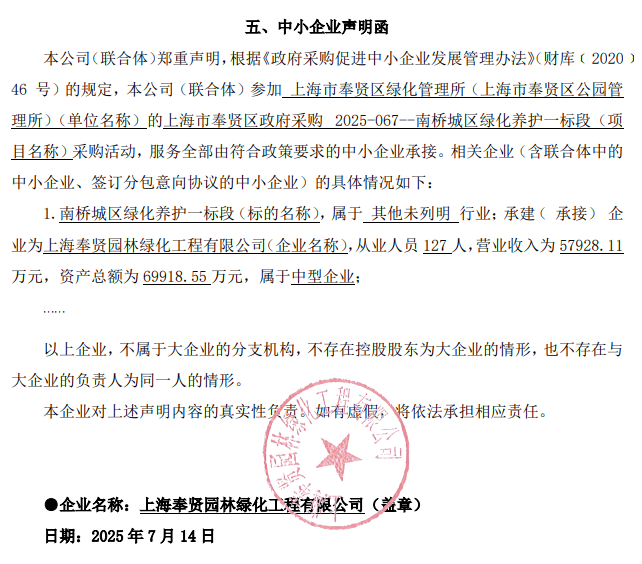 五、中小企业声明函
本公司（联合体）郑重声明，根据《政府采购促进中小企业发展管理办法》（财库﹝2020﹞
46 号）的规定，本公司（联合体）参加 上海市奉贤区绿化管理所（上海市奉贤区公园管
理所）（单位名称）的上海市奉贤区政府采购 2025-067--南桥城区绿化养护一标段（项
目名称）采购活动，服务全部由符合政策要求的中小企业承接。相关企业（含联合体中的
中小企业、签订分包意向协议的中小企业）的具体情况如下：
1.南桥城区绿化养护一标段（标的名称），属于 其他未列明 行业；承建（ 承接） 企
业为上海奉贤园林绿化工程有限公司（企业名称），从业人员 127 人，营业收入为 57928.11
万元，资产总额为 69918.55 万元，属于中型企业；
……
以上企业，不属于大企业的分支机构，不存在控股股东为大企业的情形，也不存在与
大企业的负责人为同一人的情形。
本企业对上述声明内容的真实性负责。如有虚假，将依法承担相应责任。
上海奉贤园林绿化工程有限公司
●企业名称：上海奉贤园林绿化工程有限公司（盖章）
日期：2025 年 7 月 14 日